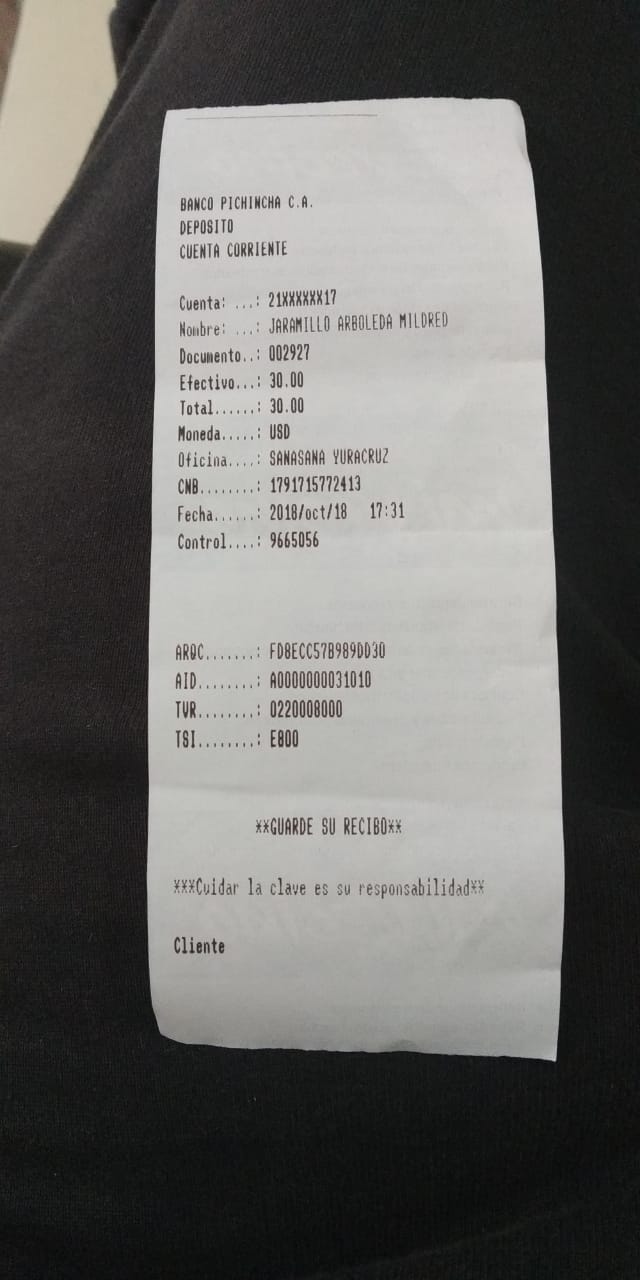 BANCO PICHINCHA C.A.
DEPOSITO
CUENTA CORRIENTE
Cuenta: ...: 21XXXXXX17
Nombre: ...: JARAMILLO ARBOLEDA MILDRED
Documento..: 002927
Efectivo...: 30.00
Total......: 30.00
Moneda.....: USD
Oficina....: SANASANA YURACRUZ
CNB........: 1791715772413
Fecha......: 2018/oct/18 17:31
Control....: 9665056
ARQC.......: FD8ECC57B989DD30
AID........: A0000000031010
TVR........: 0220008000
TSI........: E800
**GUARDE SU RECIBO**
***Cuidar la clave es su responsabilidad**
Cliente